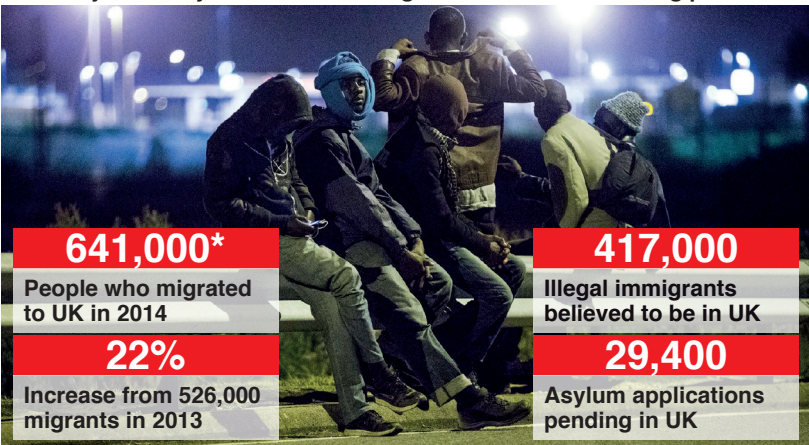 641,000*
People who migrated
to UK in 2014
22%
Increase from 526,000
migrants in 2013
417,000
Illegal immigrants
believed to be in UK
29,400
Asylum applications
pending in UK